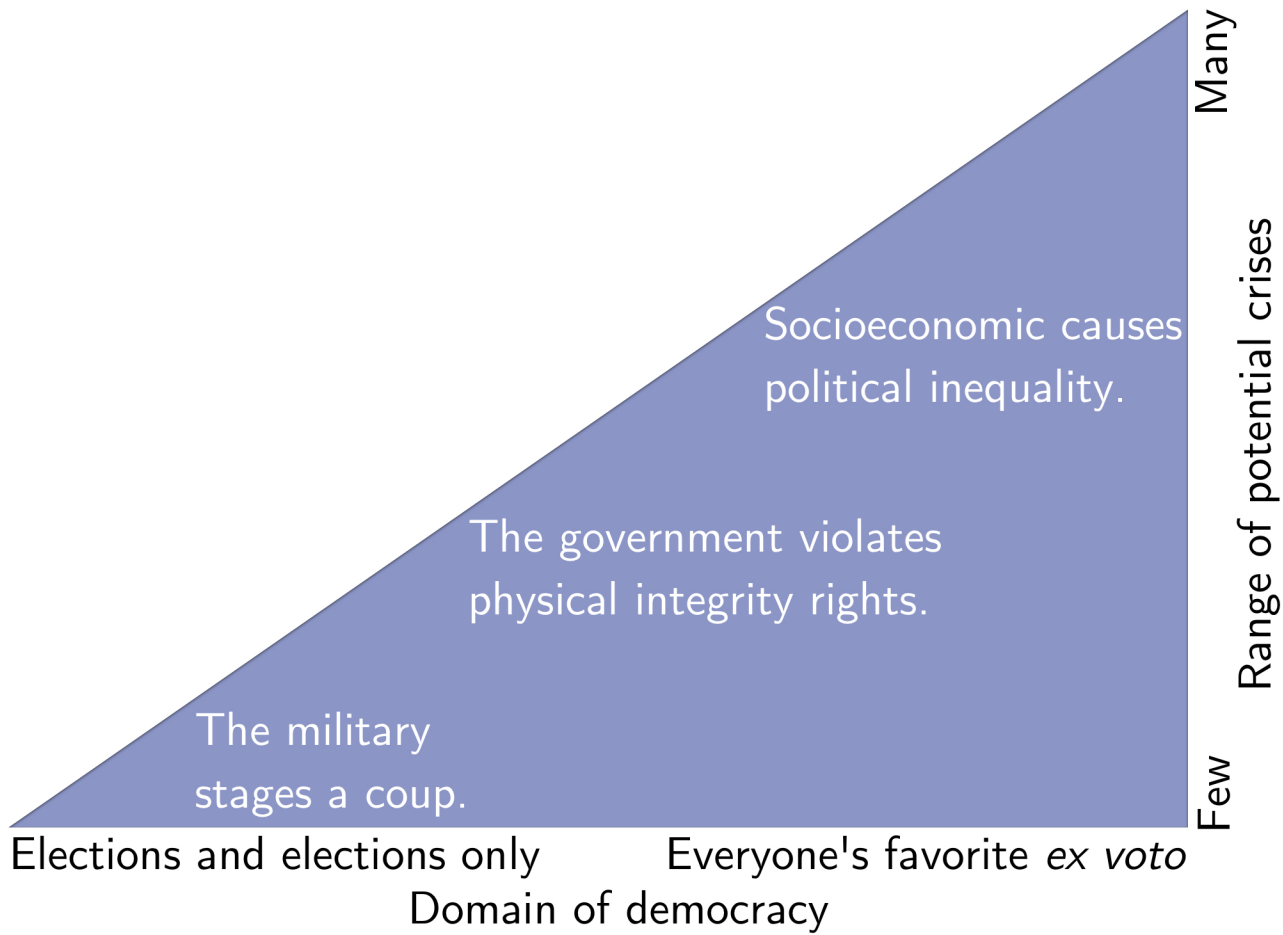 Many
Range of potential crises
Few
Socioeconomic causes
political inequality.
The government violates
physical integrity rights.
The military
stages a coup.
Elections and elections only
Everyone's favorite ex voto
Domain of democracy